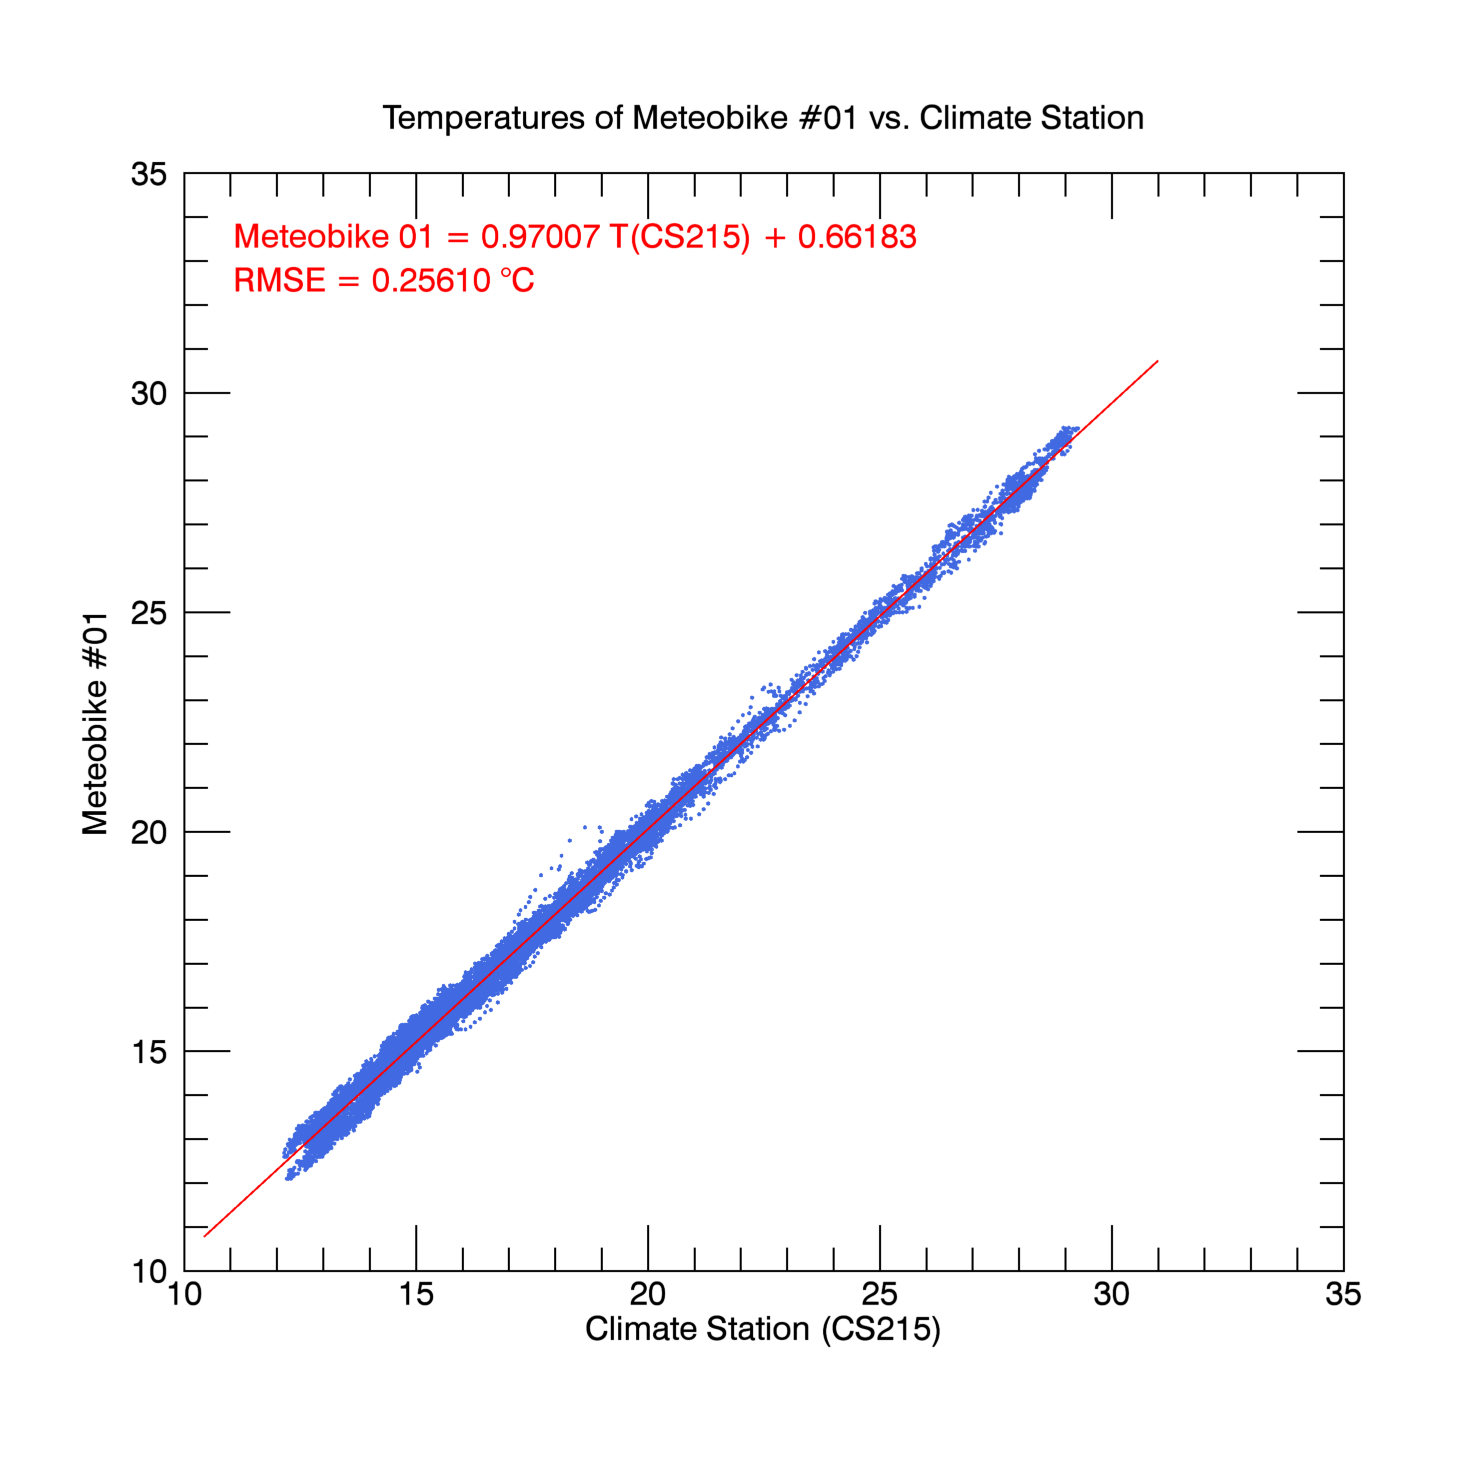 Temperatures of Meteobike #01 vs. Climate Station
Meteobike 01 = 0.97007 T(CS215) + 0.66183
RMSE = 0.25610 °C
35
30
25
20
15
10
Meteobike #01
10 15 20 25 30 35
Climate Station (CS215)